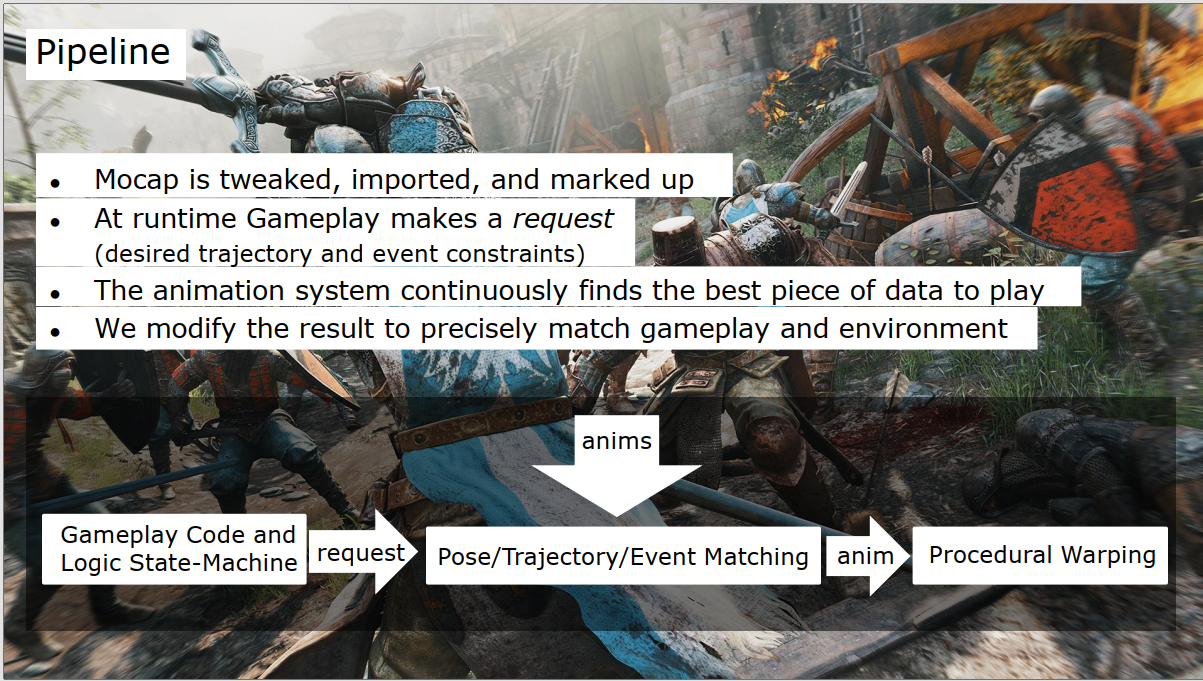 Pipeline
• Mocap is tweaked, imported, and marked up
• At runtime Gameplay makes a request
(desired trajectory and event constraints)
• The animation system continuously finds the best piece of data to play
• We modify the result to precisely match gameplay and environment
anims
Gameplay Code and
Logic State-Machine
request
Pose/Trajectory/Event Matching
anim
Procedural Warping